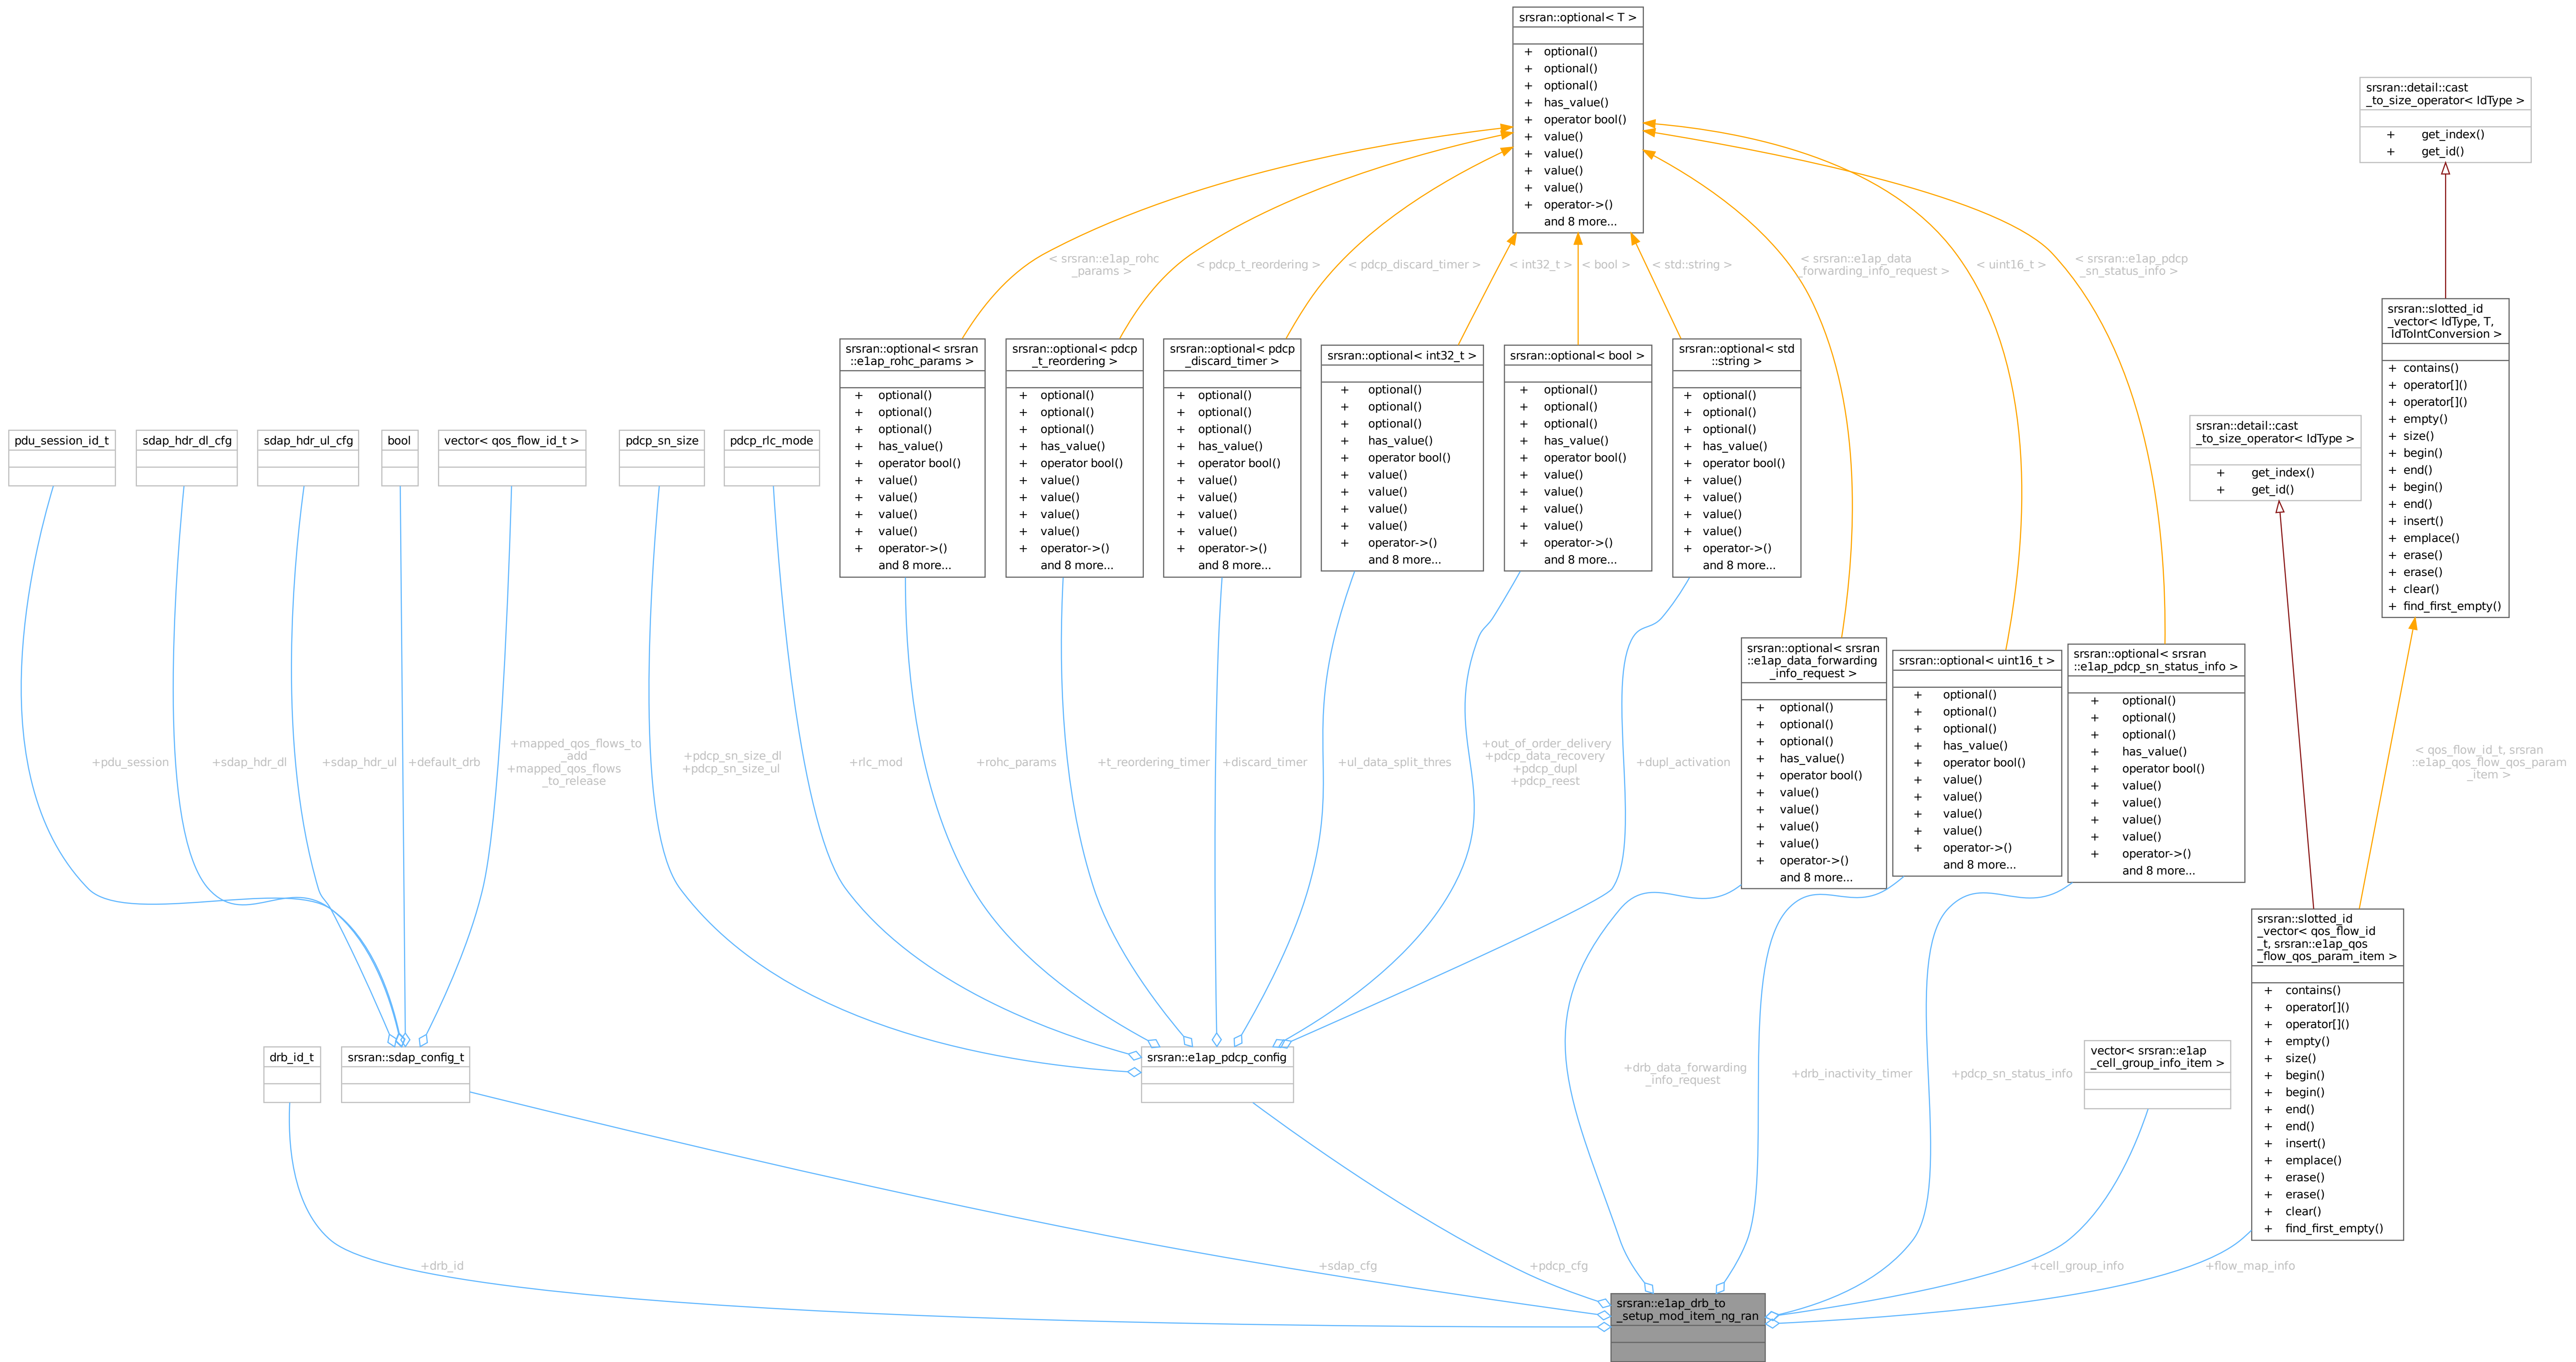 srsran::optional< T >
+ optional()
+ optional()
+ optional()
+ has_value()
+ operator bool()
+ value()
+ value()
+ value()
+ value()
+ operator->()
and 8 more...
srsran::detail::cast
_to_size_operator< IdType >
+ get_index()
+ get_id()
< srsran::e1ap_rohc
_params >
< pdcp_t_reordering >
< pdcp_discard_timer >
< int32_t >
< bool >
< std::string >
< srsran::e1ap_data
_forwarding_info_request >
< uint16_t >
< srsran::e1ap_pdcp
_sn_status_info >
srsran::slotted_id
_vector< IdType, T,
IdToIntConversion >
+ contains()
+ operator[]()
+ operator[]()
+ empty()
+ size()
+ begin()
+ end()
+ begin()
+ end()
+ insert()
+ emplace()
+ erase()
+ erase()
+ clear()
+ find_first_empty()
srsran::optional< srsran
::e1ap_rohc_params >
+ optional()
+ optional()
+ optional()
+ has_value()
+ operator bool()
+ value()
+ value()
+ value()
+ value()
+ operator->()
and 8 more...
srsran::optional< pdcp
_t_reordering >
+ optional()
+ optional()
+ optional()
+ has_value()
+ operator bool()
+ value()
+ value()
+ value()
+ value()
+ operator->()
and 8 more...
srsran::optional< pdcp
_discard_timer >
+ optional()
+ optional()
+ optional()
+ has_value()
+ operator bool()
+ value()
+ value()
+ value()
+ value()
+ operator->()
and 8 more...
srsran::optional< int32_t >
+ optional()
+ optional()
+ optional()
+ has_value()
+ operator bool()
+ value()
+ value()
+ value()
+ value()
+ operator->()
and 8 more...
srsran::optional< bool >
+ optional()
+ optional()
+ optional()
+ has_value()
+ operator bool()
+ value()
+ value()
+ value()
+ value()
+ operator->()
and 8 more...
srsran::optional< std
::string >
+ optional()
+ optional()
+ optional()
+ has_value()
+ operator bool()
+ value()
+ value()
+ value()
+ value()
+ operator->()
and 8 more...
srsran::detail::cast
_to_size_operator< IdType >
+ get_index()
+ get_id()
pdu_session_id_t
sdap_hdr_dl_cfg
sdap_hdr_ul_cfg
bool
vector< qos_flow_id_t >
pdcp_sn_size
pdcp_rlc_mode
srsran::optional< srsran
::e1ap_data_forwarding
_info_request >
+ optional()
+ optional()
+ optional()
+ has_value()
+ operator bool()
+ value()
+ value()
+ value()
+ value()
+ operator->()
and 8 more...
srsran::optional< uint16_t >
+ optional()
+ optional()
+ optional()
+ has_value()
+ operator bool()
+ value()
+ value()
+ value()
+ value()
+ operator->()
and 8 more...
srsran::optional< srsran
::e1ap_pdcp_sn_status_info >
+ optional()
+ optional()
+ optional()
+ has_value()
+ operator bool()
+ value()
+ value()
+ value()
+ value()
+ operator->()
and 8 more...
+pdu_session
+sdap_hdr_dl
+sdap_hdr_ul
+default_drb
+mapped_qos_flows_to
_add
+mapped_qos_flows
_to_release
+pdcp_sn_size_dl
+pdcp_sn_size_ul
+rlc_mod
+rohc_params
+t_reordering_timer
+discard_timer
+ul_data_split_thres
+out_of_order_delivery
+pdcp_data_recovery
+pdcp_dupl
+pdcp_reest
+dupl_activation
< qos_flow_id_t, srsran
::e1ap_qos_flow_qos_param
_item >
srsran::slotted_id
_vector< qos_flow_id
_t, srsran::e1ap_qos
_flow_qos_param_item >
+ contains()
+ operator[]()
+ operator[]()
+ empty()
+ size()
+ begin()
+ begin()
+ end()
+ end()
+ insert()
+ emplace()
+ erase()
+ erase()
+ clear()
+ find_first_empty()
drb_id_t
srsran::sdap_config_t
srsran::e1ap_pdcp_config
+drb_data_forwarding
_info_request
+drb_inactivity_timer
+pdcp_sn_status_info
vector< srsran::e1ap
_cell_group_info_item >
+drb_id
+sdap_cfg
+pdcp_cfg
+cell_group_info
+flow_map_info
srsran::e1ap_drb_to
_setup_mod_item_ng_ran